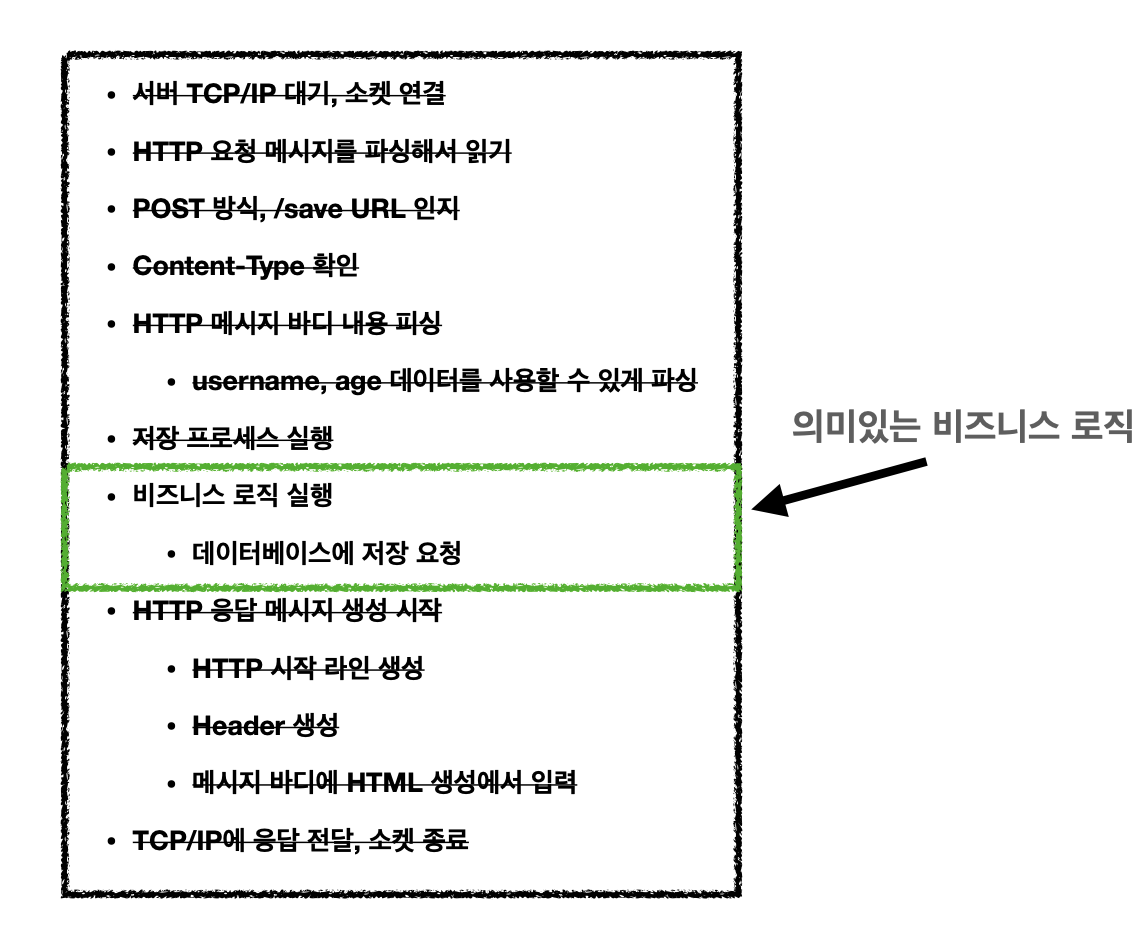 • 서버 TCP/IP 대기, 소켓 연결
• HTTP 요청 메시지를 파싱해서 읽기
• POST 방식, /save URL 인지
• Content-Type 확인
• HTTP 메시지 바디 내용 피싱
• username, age 데이터를 사용할 수 있게 파싱
• 저장 프로세스 실행
의미있는 비즈니스 로직
• 비즈니스 로직 실행
• 데이터베이스에 저장 요청
• HTTP 응답 메시지 생성 시작
• HTTP 시작 라인 생성
• Header 생성
• 메시지 바디에 HTML 생성에서 입력
• TCP/IP에 응답 전달, 소켓 종료